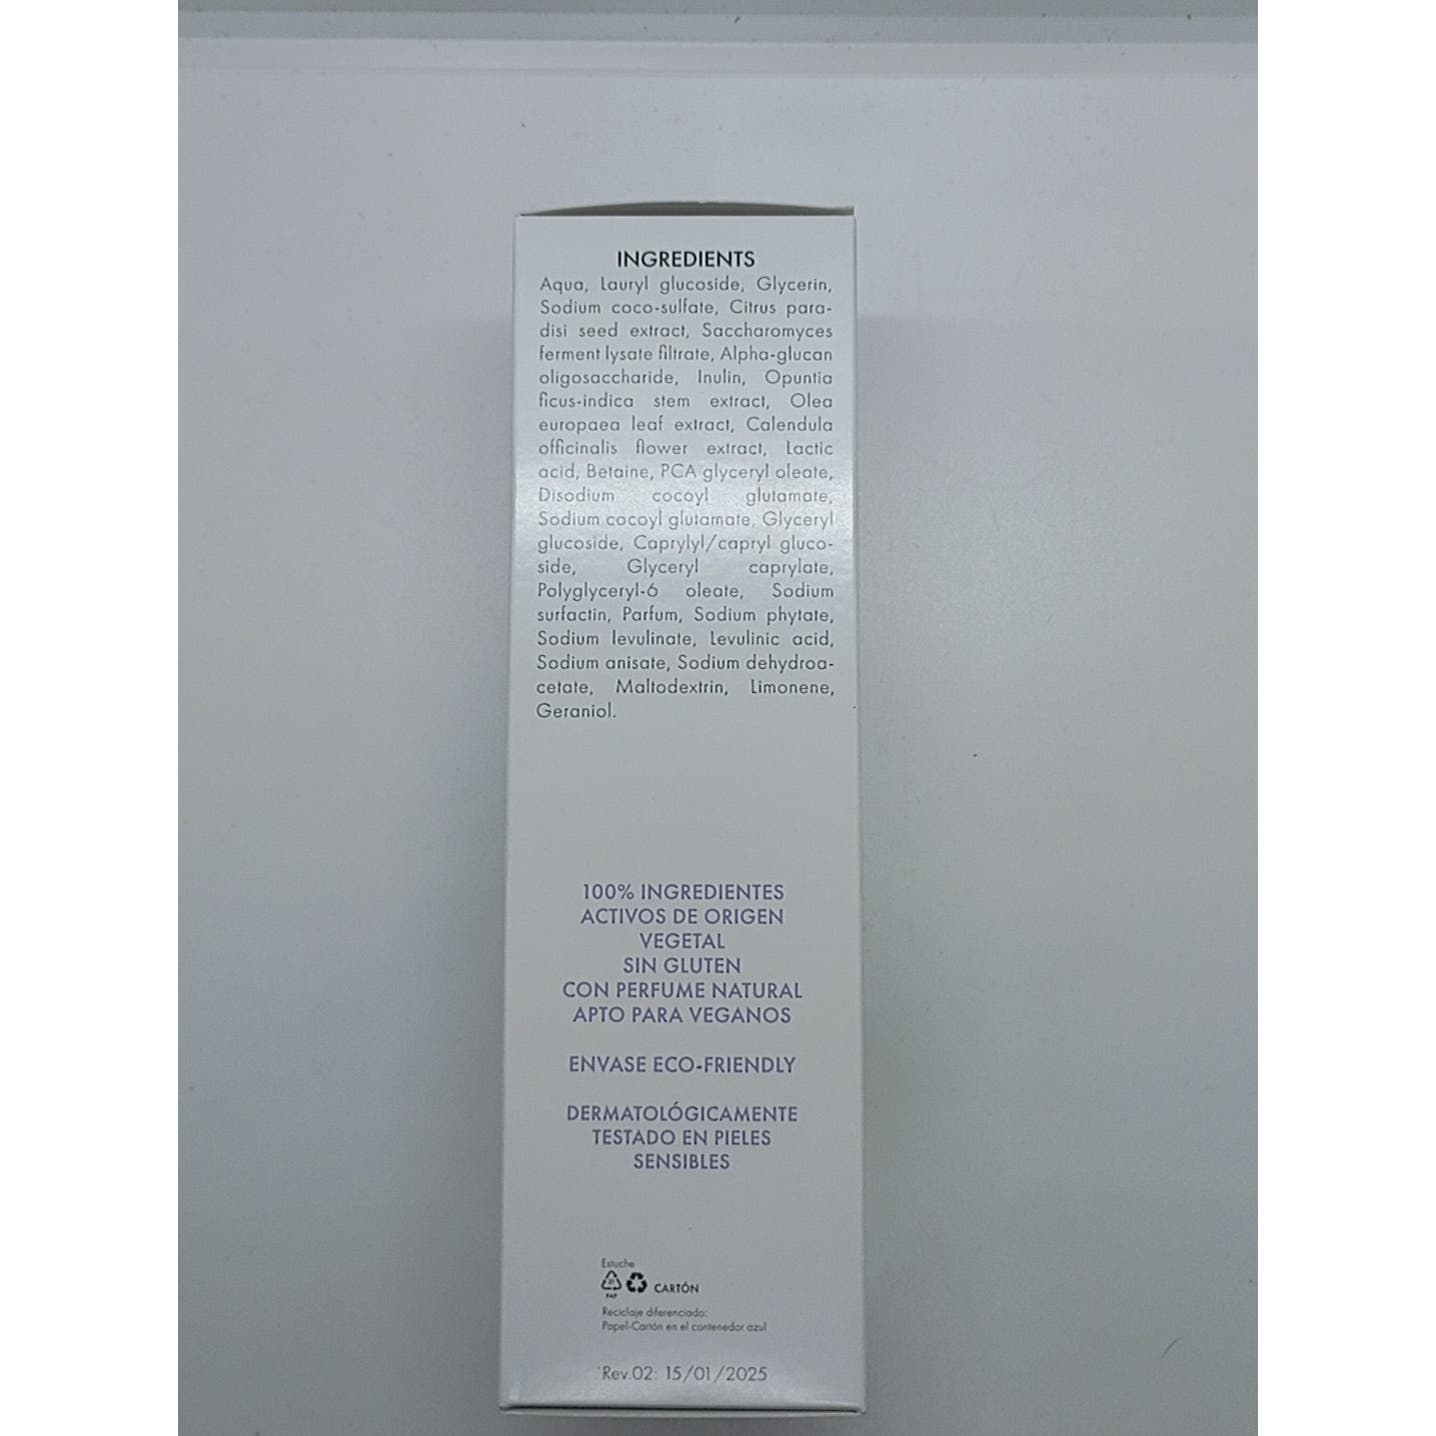 INGREDIENTS
Aqua, Lauryl glucoside, Glycerin,
Sodium coco-sulfate, Citrus para-
disi seed extract, Saccharomyces
ferment lysate filtrate, Alpha-glucan
oligosaccharide, Inulin, Opuntia
ficus-indica stem extract, Olea
europaea leaf extract, Calendula
officinalis flower extract, Lactic
acid, Betaine, PCA glyceryl oleate,
Disodium cocoyl glutamate,
Sodium cocoyl glutamate, Glyceryl
glucoside, Caprylyl/capryl gluco-
side, Glyceryl caprylate,
Polyglyceryl-6 oleate, Sodium
surfactin, Parfum, Sodium phytate,
Sodium levulinate, Levulinic acid,
Sodium anisate, Sodium dehydroa-
cetate, Maltodextrin, Limonene,
Geraniol.
100% INGREDIENTES
ACTIVOS DE ORIGEN
VEGETAL
SIN GLUTEN
CON PERFUME NATURAL
APTO PARA VEGANOS
ENVASE ECO-FRIENDLY
DERMATOLÓGICAMENTE
TESTADO EN PIELES
SENSIBLES
Estuche
CARTÓN
PAP
Reciclaje diferenciado:
Papel-Cartón en el contenedor azul
Rev.02: 15/01/2025